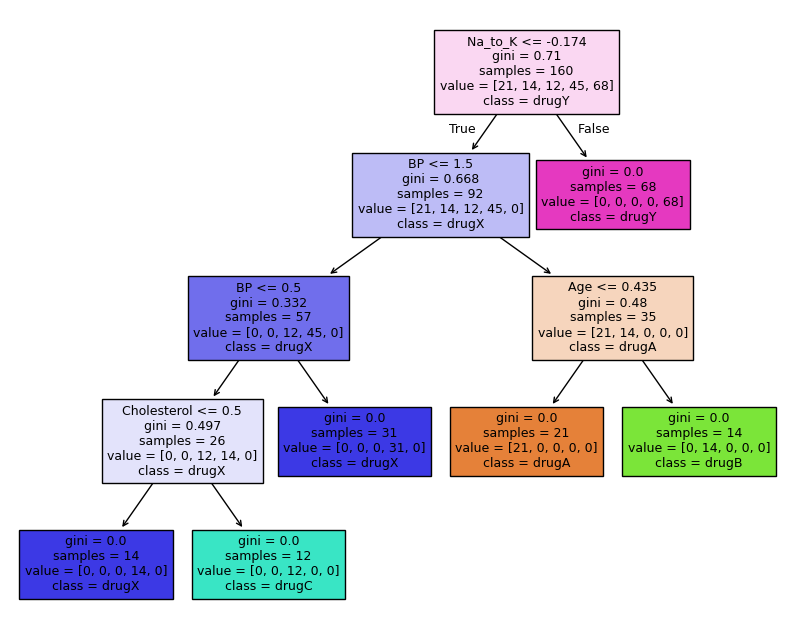 Na_to_K <= -0.174
gini = 0.71
samples = 160
value = [21, 14, 12, 45, 68]
class = drugY
True
False
BP <= 1.5
gini = 0.668
samples = 92
value = [21, 14, 12, 45, 0]
class = drugX
gini = 0.0
samples = 68
value = [0, 0, 0, 0, 68]
class = drugY
BP <= 0.5
gini = 0.332
samples = 57
value = [0, 0, 12, 45, 0]
class = drugX
Age <= 0.435
gini = 0.48
samples = 35
value = [21, 14, 0, 0, 0]
class = drugA
Cholesterol <= 0.5
gini = 0.497
samples = 26
value = [0, 0, 12, 14, 0]
class = drugX
gini = 0.0
samples = 31
value = [0, 0, 0, 31, 0]
class = drugX
gini = 0.0
samples = 21
value = [21, 0, 0, 0, 0]
class = drugA
gini = 0.0
samples = 14
value = [0, 14, 0, 0, 0]
class = drugB
gini = 0.0
samples = 14
value = [0, 0, 0, 14, 0]
class = drugX
gini = 0.0
samples = 12
value = [0, 0, 12, 0, 0]
class = drugC